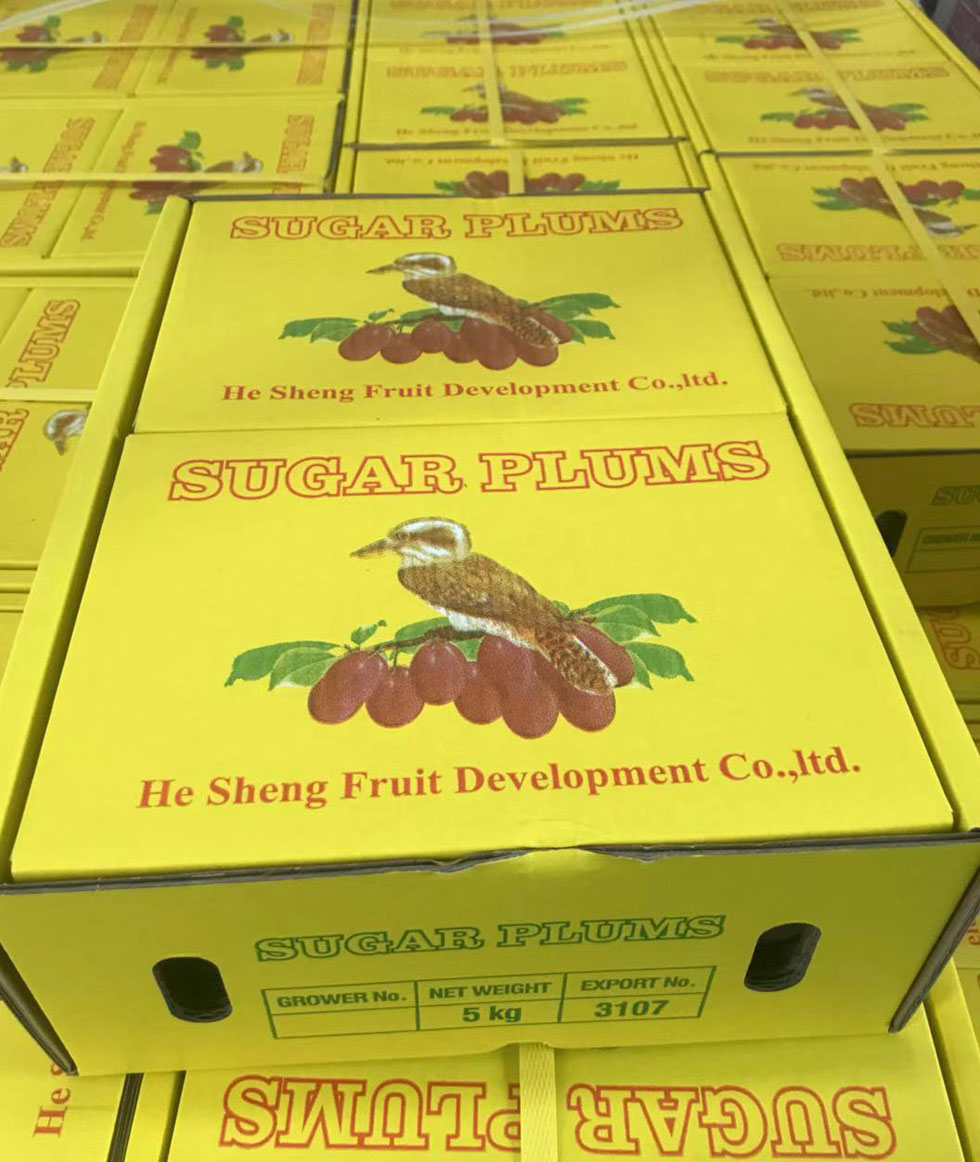 SUGAR PLUMS
He Sheng Fruit Development Co.,ltd.
SUGAR PLUMS
He Sheng Fruit Development Co.,ltd.
SUGAR PLUMS
GROWER No. NET WEIGHT EXPORT No.
5 kg 3107
SUGAR PLUMS